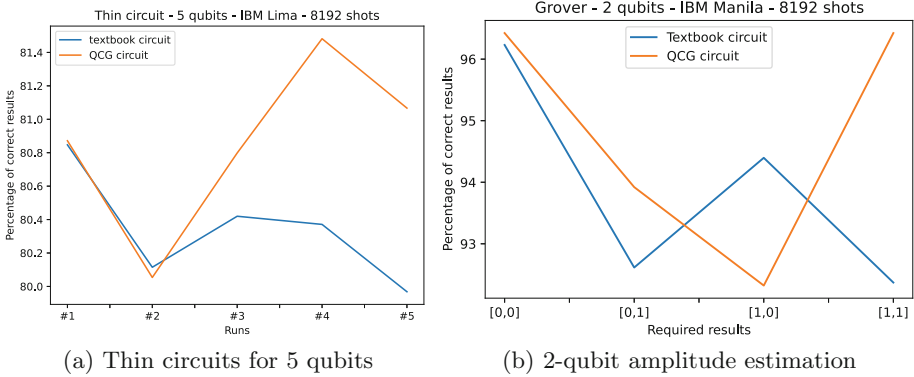 Thin circuit - 5 qubits - IBM Lima - 8192 shots
textbook circuit
QCG circuit
Percentage of correct results
81,4
81,2
81,0
80,8
80,6
80,4
80,2
80,0
#1
#2
#3
#4
#5
Runs
(a) Thin circuits for 5 qubits
Grover - 2 qubits - IBM Manila - 8192 shots
Textbook circuit
QCG circuit
Percentage of correct results
96
95
94
93
[0,0]
[0,1]
[1,0]
[1,1]
Required results
(b) 2-qubit amplitude estimation